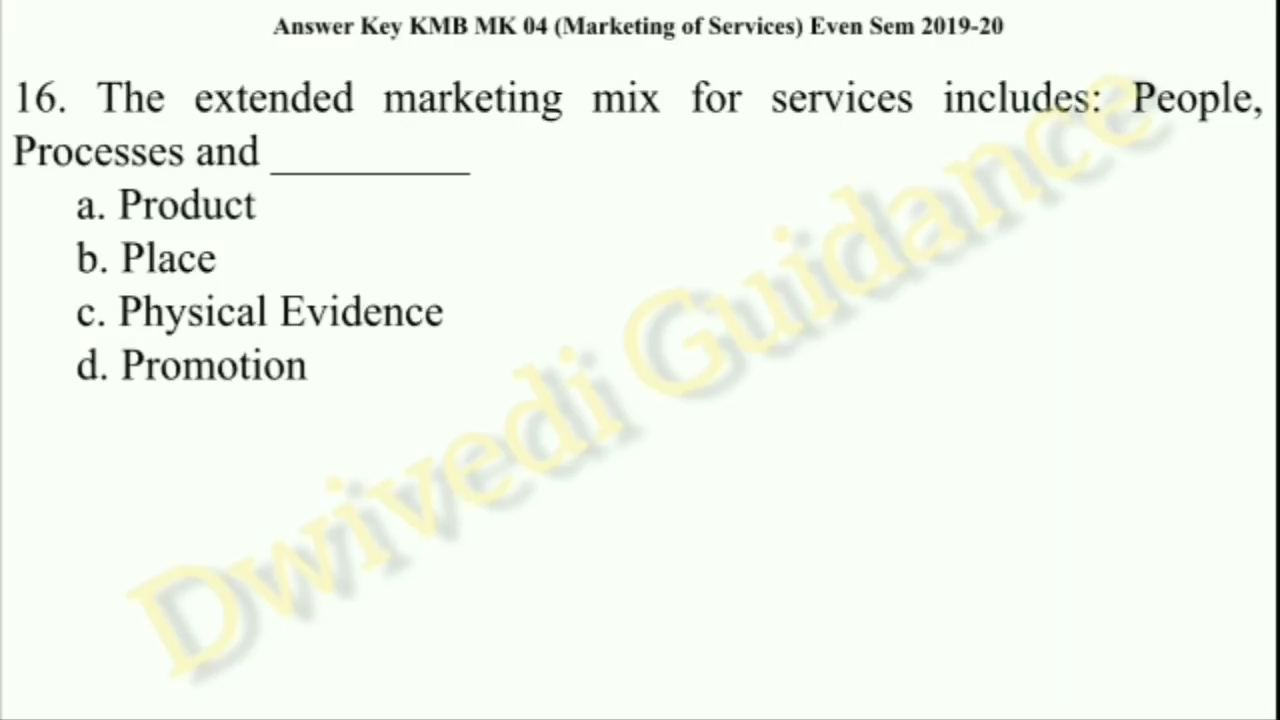 Answer Key KMB MK 04 (Marketing of Services) Even Sem 2019-20
16. The extended marketing mix for services includes: People,
Processes and __________
a. Product
b. Place
c. Physical Evidence
d. Promotion
Dwivedi Guidance